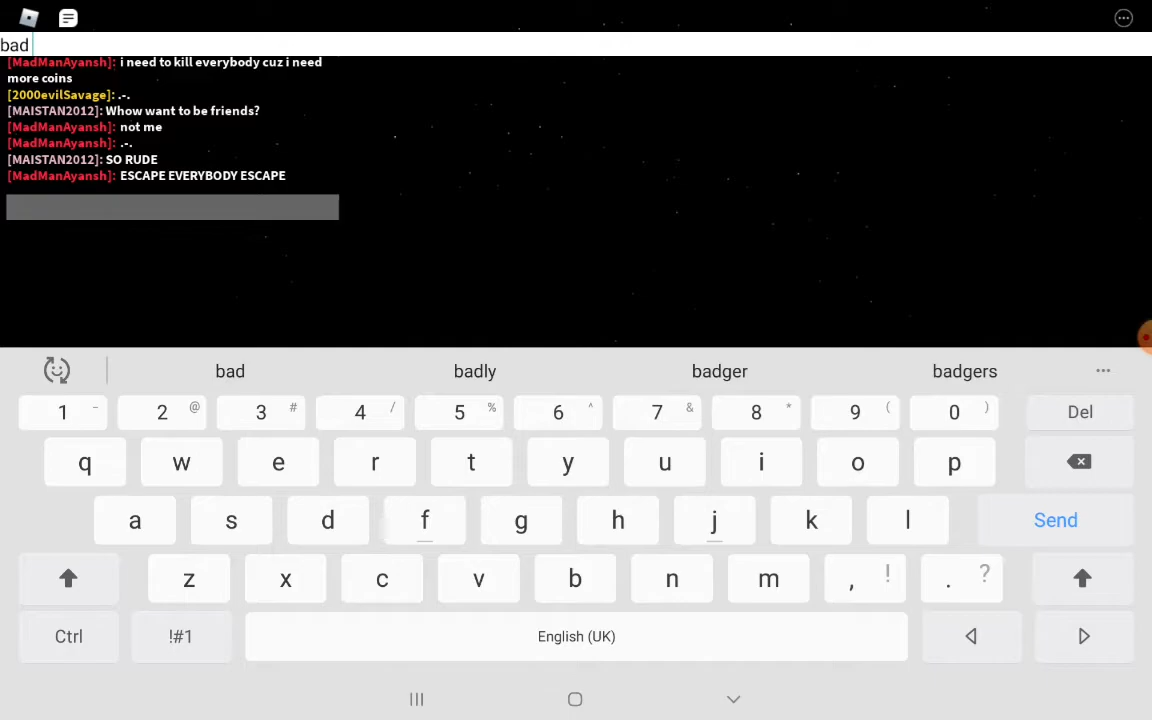 bad
[MadManAyansh]: i need to kill everybody cuz i need
more coins
[2000evilSavage]: .-.
[MAISTAN2012]: Whow want to be friends?
[MadManAyansh]: not me
[MadManAyansh]: .-.
[MAISTAN2012]: SO RUDE
[MadManAyansh]: ESCAPE EVERYBODY ESCAPE
bad badly badger badgers ...
1 - 2 @ 3 # 4 / 5 % 6 ^ 7 & 8 * 9 ( 0 ) Del
q w e r t y u i o p
a s d f g h j k l Send
z x c v b n m , ! . ?
Ctrl !#1 English (UK)